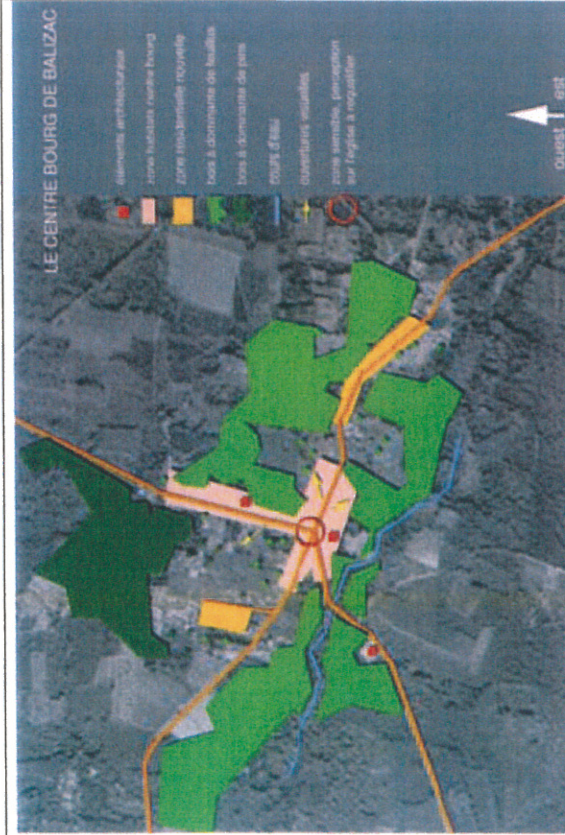 LE CENTRE BOURG DE BALIZAC
éléments architecturaux
zone habitats centre bourg
zone résidentielle nouvelle
bois à dominante de feuillus
bois à dominante de pins
cours d'eau
ouvertures visuelles
zone sensible, perception
sur l'église à requalifier
ouest
est